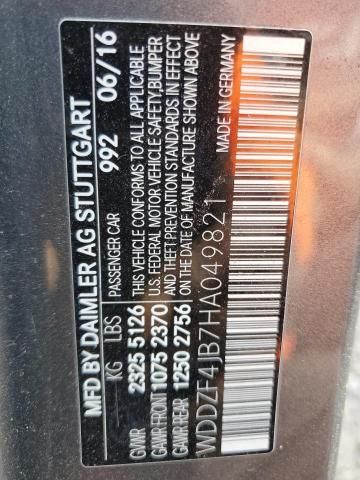 MFD BY DAIMLER AG STUTTGART
PASSENGER CAR 992 06/16
KG LBS
GVWR 2325 5126
GAWR-FRONT 1075 2370
GAWR-REAR 1250 2756
THIS VEHICLE CONFORMS TO ALL APPLICABLE
U.S. FEDERAL MOTOR VEHICLE SAFETY,BUMPER
AND THEFT PREVENTION STANDARDS IN EFFECT
ON THE DATE OF MANUFACTURE SHOWN ABOVE
WDDZF4JB7HA049821 MADE IN GERMANY